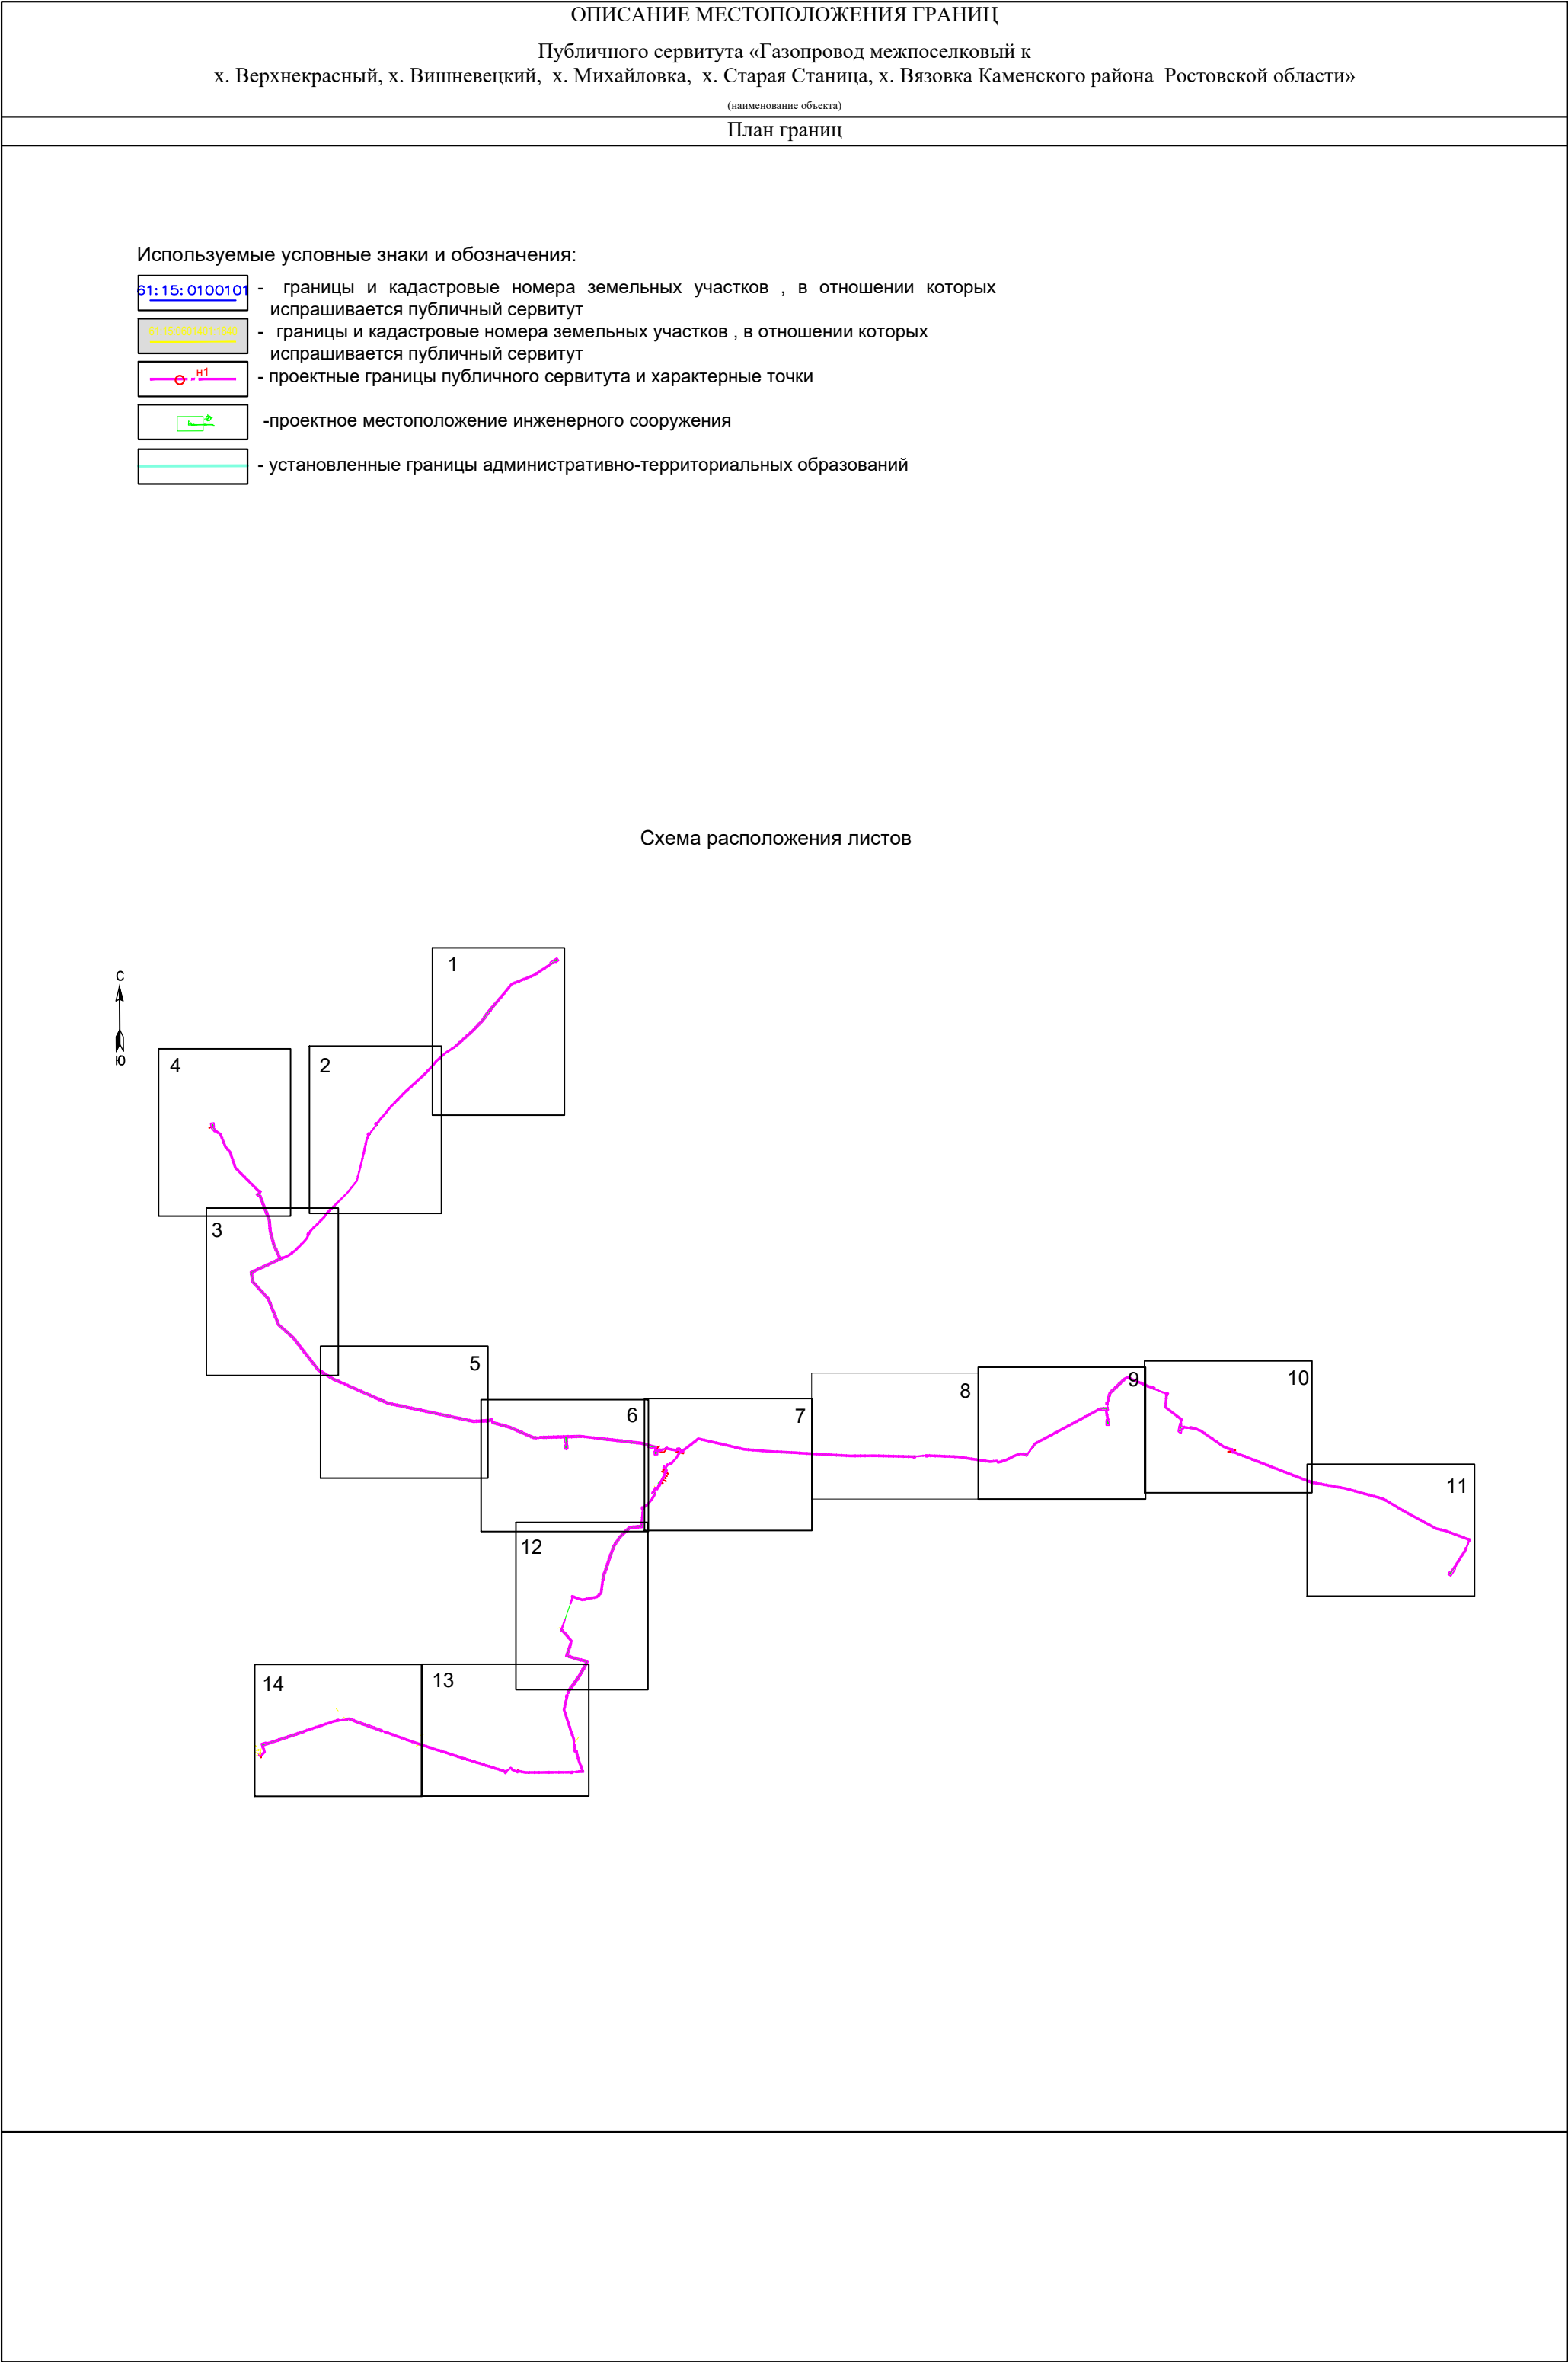 ОПИСАНИЕ МЕСТОПОЛОЖЕНИЯ ГРАНИЦ
Публичного сервитута «Газопровод межпоселковый к
х. Верхнекрасный, х. Вишневецкий, х. Михайловка, х. Старая Станица, х. Вязовка Каменского района Ростовской области»
(наименование объекта)
План границ
Используемые условные знаки и обозначения:
61:15:0100101
- границы и кадастровые номера земельных участков , в отношении которых
испрашивается публичный сервитут
- границы и кадастровые номера земельных участков , в отношении которых
испрашивается публичный сервитут
н1
- проектные границы публичного сервитута и характерные точки
-проектное местоположение инженерного сооружения
- установленные границы административно-территориальных образований
Схема расположения листов
С
Ю
1
2
4
3
5
6
7
8
9
10
11
12
13
14